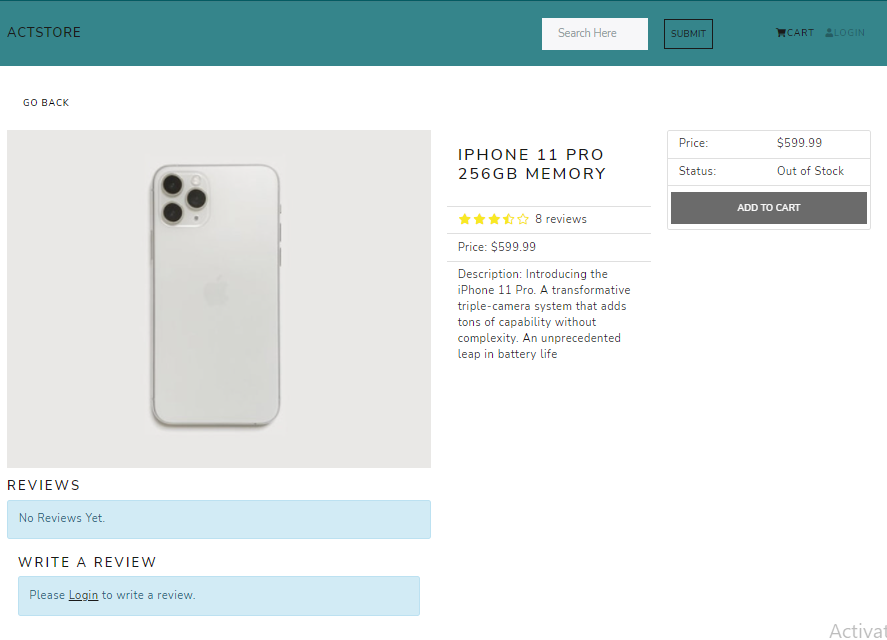 ACTSTORE
Search Here
SUBMIT
CART
LOGIN
GO BACK
IPHONE 11 PRO
256GB MEMORY
8 reviews
Price: $599.99
Description: Introducing the
iPhone 11 Pro. A transformative
triple-camera system that adds
tons of capability without
complexity. An unprecedented
leap in battery life
Price: $599.99
Status: Out of Stock
ADD TO CART
REVIEWS
No Reviews Yet.
WRITE A REVIEW
Please Login to write a review.
Activat